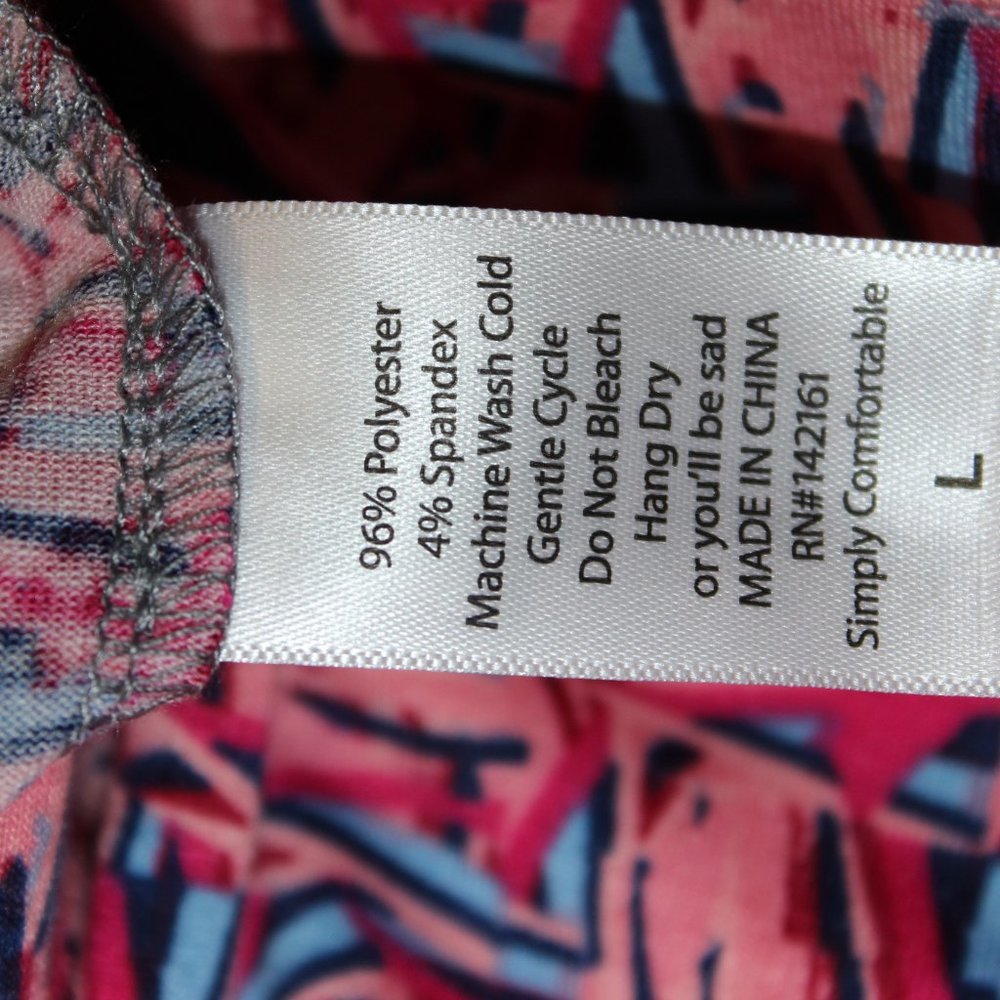 96% Polyester
4% Spandex
Machine Wash Cold
Gentle Cycle
Do Not Bleach
Hang Dry
or you'll be sad
MADE IN CHINA
RN#142161
Simply Comfortable
L